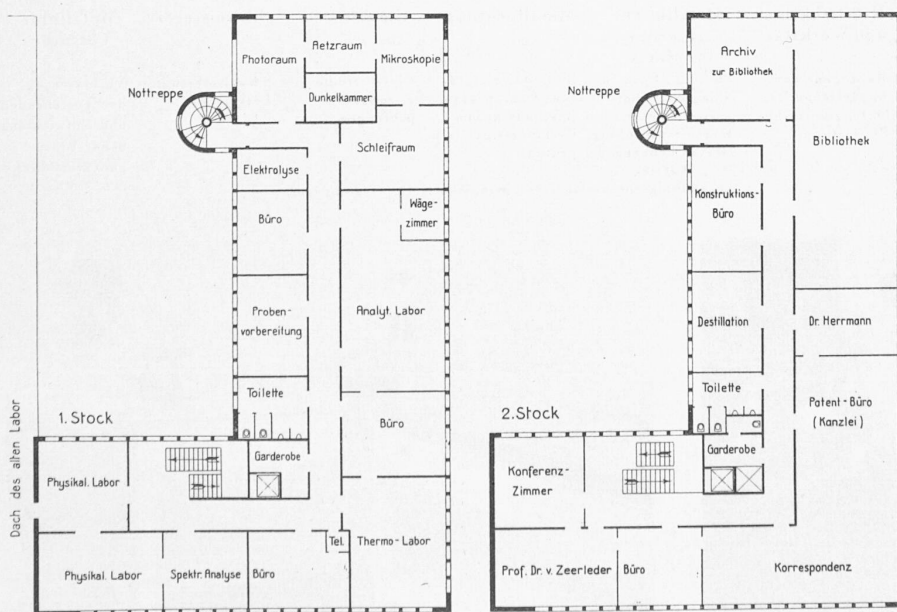 Photoraum
Aetzraum
Mikroskopie
Dunkelkammer
Nottreppe
Schleifraum
Elektrolyse
Wäge-
zimmer
Büro
Proben-
vorbereitung
Analyt. Labor
Toilette
Büro
1. Stock
Garderobe
Physikal. Labor
Dach des alten Labor
Tel.
Thermo-Labor
Physikal. Labor
Spektr. Analyse
Büro
Archiv
zur Bibliothek
Nottreppe
Bibliothek
Konstruktions-
Büro
Destillation
Dr. Herrmann
Toilette
Patent-Büro
(Kanzlei)
2. Stock
Garderobe
Konferenz-
Zimmer
Prof. Dr. v. Zeerleder
Büro
Korrespondenz